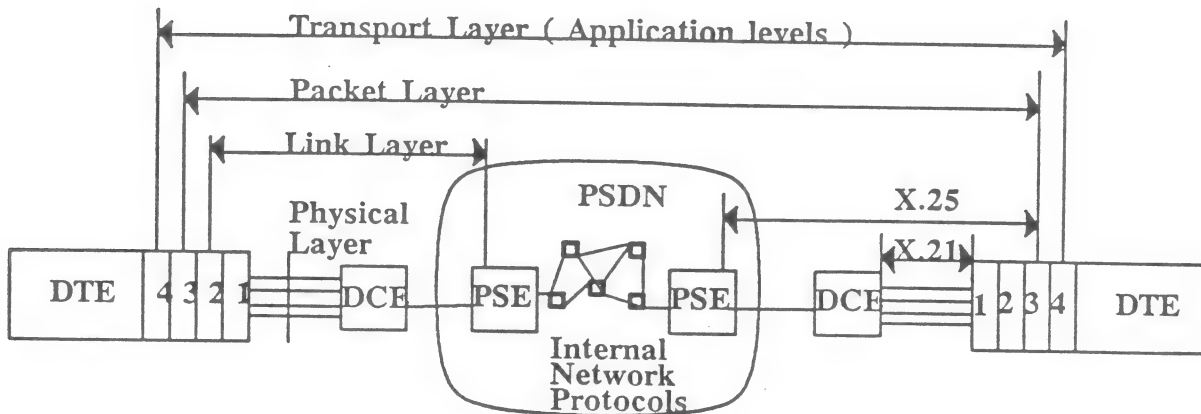 Transport Layer ( Application levels )
Packet Layer
Link Layer
Physical
Layer
PSDN
X.25
X.21
DTE 4 3 2 1 DCE PSE PSE DCE 1 2 3 4 DTE
Internal
Network
Protocols